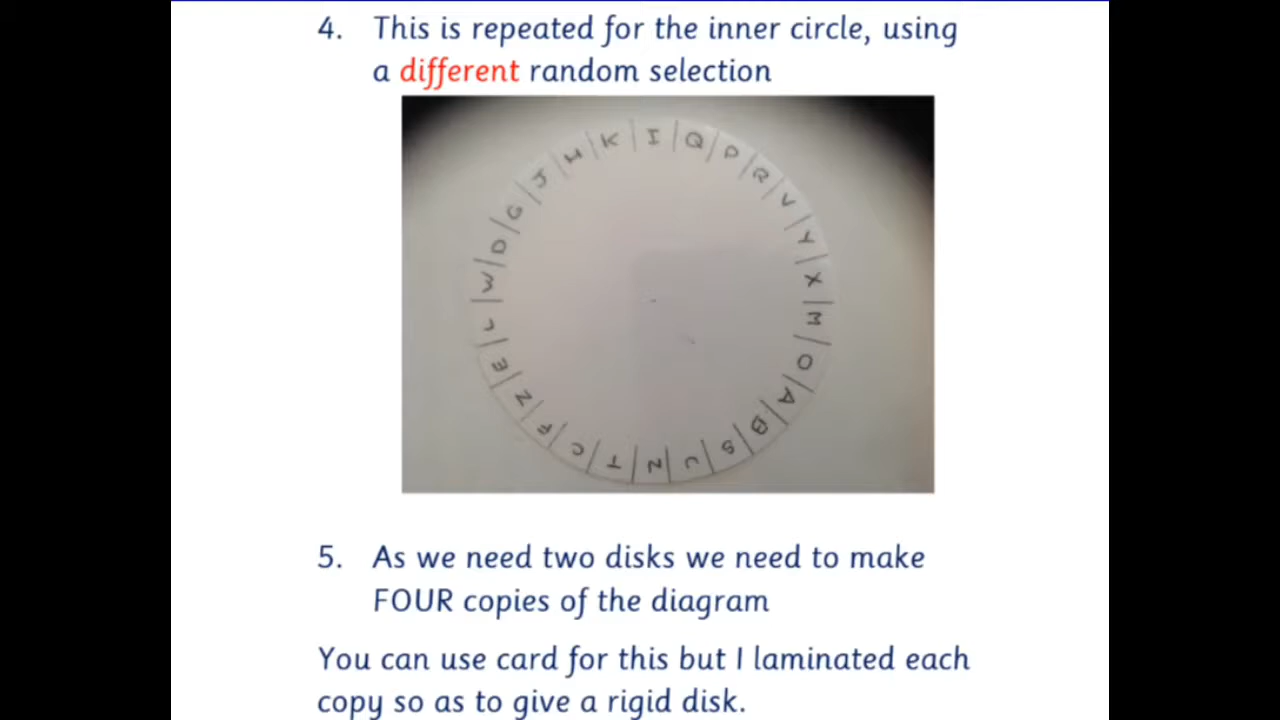 4. This is repeated for the inner circle, using
a different random selection
I Q P R V Y X M O A B S U N T C F Z E L W D G J H K
5. As we need two disks we need to make
FOUR copies of the diagram
You can use card for this but I laminated each
copy so as to give a rigid disk.